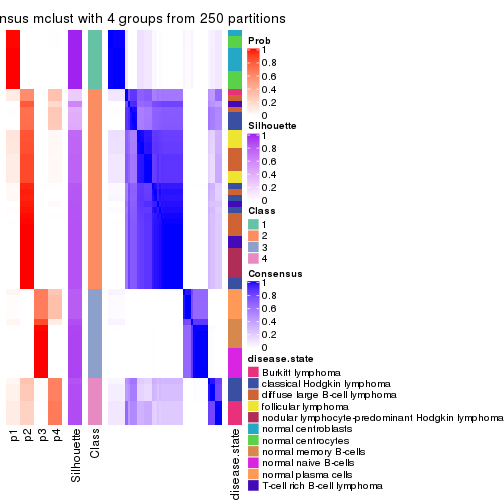 nsus mclust with 4 groups from 250 partitions
Prob
1
0.8
0.6
0.4
0.2
0
Silhouette
1
0.8
0.6
0.4
0.2
0
Class
1
2
3
4
Consensus
1
0.8
0.6
0.4
0.2
0
disease.state
Burkitt lymphoma
classical Hodgkin lymphoma
diffuse large B-cell lymphoma
follicular lymphoma
nodular lymphocyte-predominant Hodgkin lymphoma
normal centroblasts
normal centrocytes
normal memory B-cells
normal naive B-cells
normal plasma cells
T-cell rich B-cell lymphoma
p1
p2
p3
p4
Silhouette
Class
disease.state